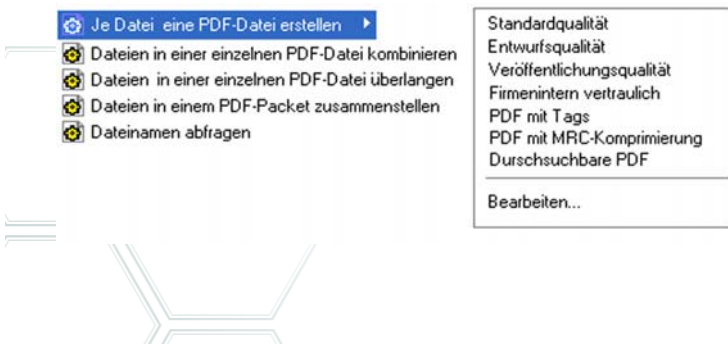 Je Datei eine PDF-Datei erstellen
Dateien in einer einzelnen PDF-Datei kombinieren
Dateien in einer einzelnen PDF-Datei überlangen
Dateien in einem PDF-Packet zusammenstellen
Dateinamen abfragen
Standardqualität
Entwurfsqualität
Veröffentlichungsqualität
Firmenintern vertraulich
PDF mit Tags
PDF mit MRC-Komprimierung
Durschsuchbare PDF
Bearbeiten...